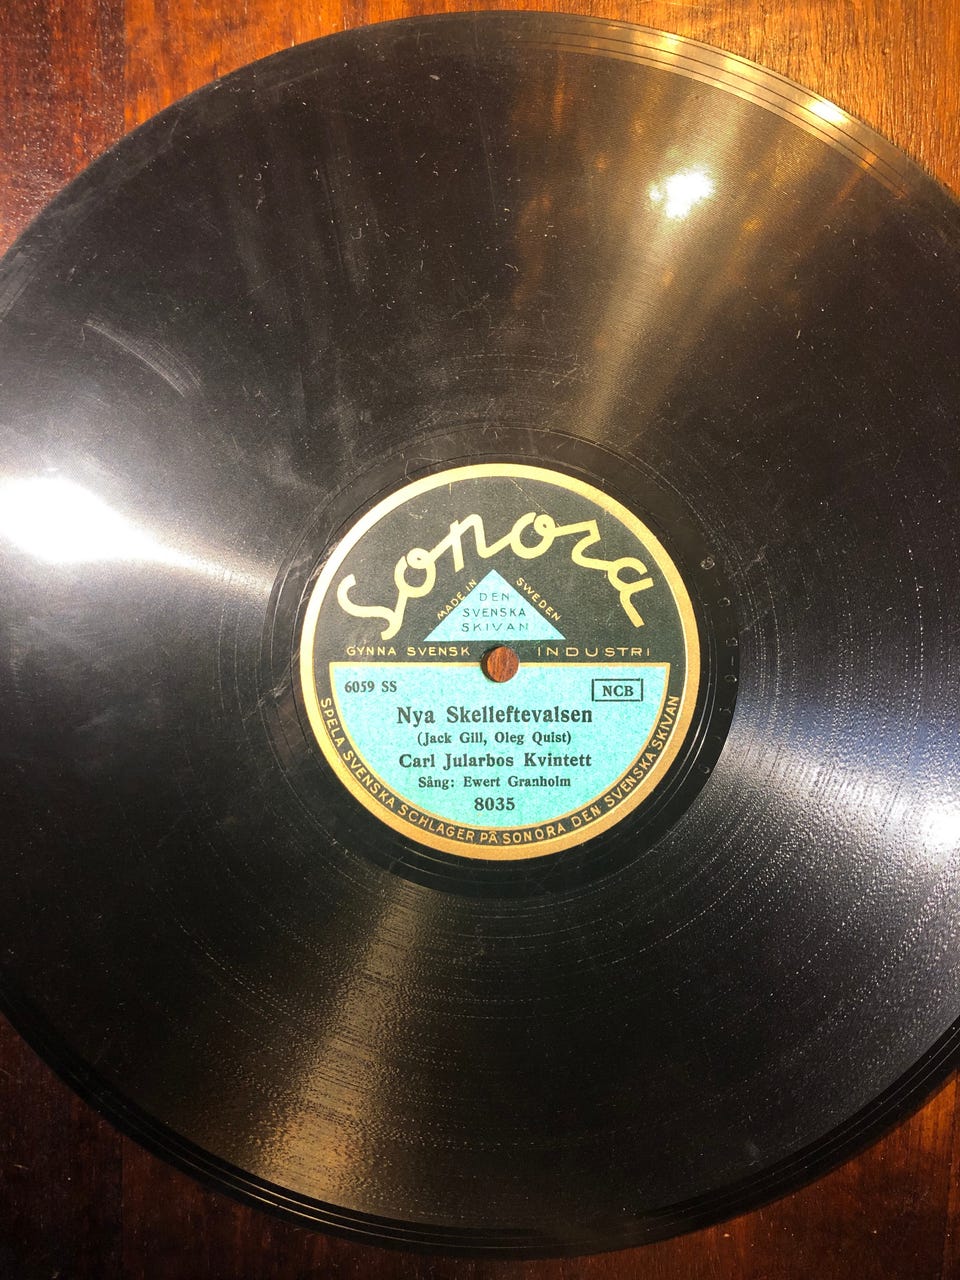 Sonora
MADE IN SWEDEN
DEN
SVENSKA
SKIVAN
GYNNA SVENSK INDUSTRI
6059 SS
NCB
Nya Skelleftevalsen
(Jack Gill, Oleg Quist)
Carl Jularbos Kvintett
Sång: Ewert Granholm
8035
SPELA SVENSKA SCHLAGER PÅ SONORA DEN SVENSKA SKIVAN